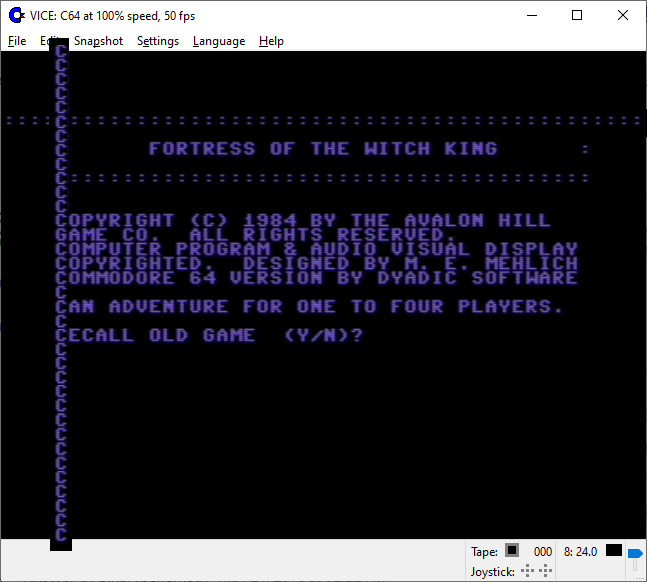 VICE: C64 at 100% speed, 50 fps
File Edit Snapshot Settings Language Help
C
C
C
C
C
::::C:::::::::::::::::::::::::::::::::::::::::::
C
C FORTRESS OF THE WITCH KING :
C
C:::::::::::::::::::::::::::::::::::::::
C
C
COPYRIGHT (C) 1984 BY THE AVALON HILL
GAME CO.  ALL RIGHTS RESERVED.
COMPUTER PROGRAM & AUDIO VISUAL DISPLAY
COPYRIGHTED.  DESIGNED BY M. E. MEHLICH
COMMODORE 64 VERSION BY DYADIC SOFTWARE
C
CAN ADVENTURE FOR ONE TO FOUR PLAYERS.
C
CECALL OLD GAME  (Y/N)?
C
C
C
C
C
C
C
C
C
C
C
C
C
C
Tape: 000 8: 24.0
Joystick: